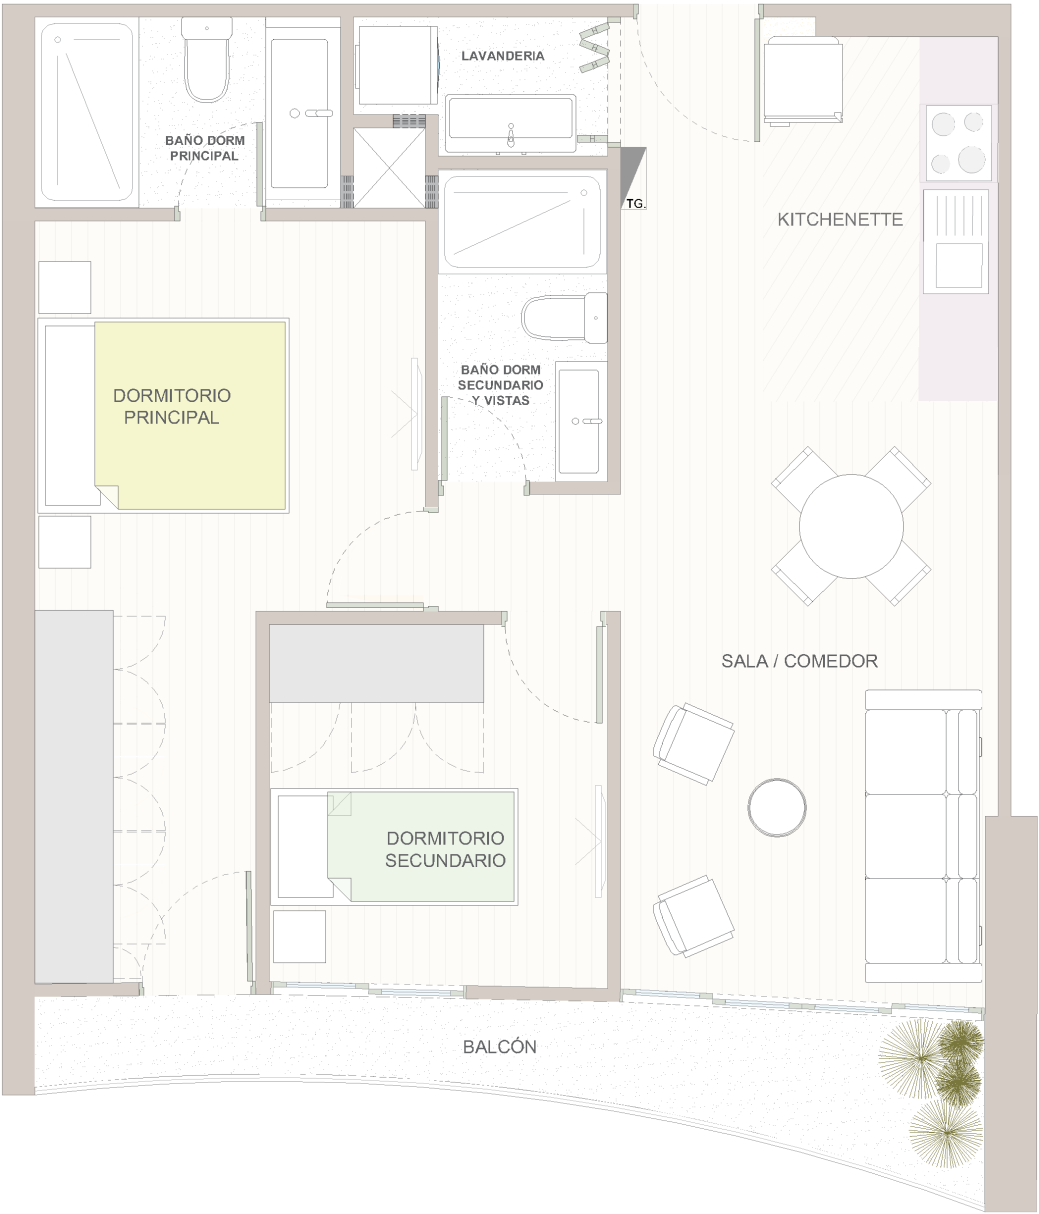 LAVANDERIA
BAÑO DORM
PRINCIPAL
TG.
KITCHENETTE
BAÑO DORM
SECUNDARIO
Y VISTAS
DORMITORIO
PRINCIPAL
SALA / COMEDOR
DORMITORIO
SECUNDARIO
BALCÓN